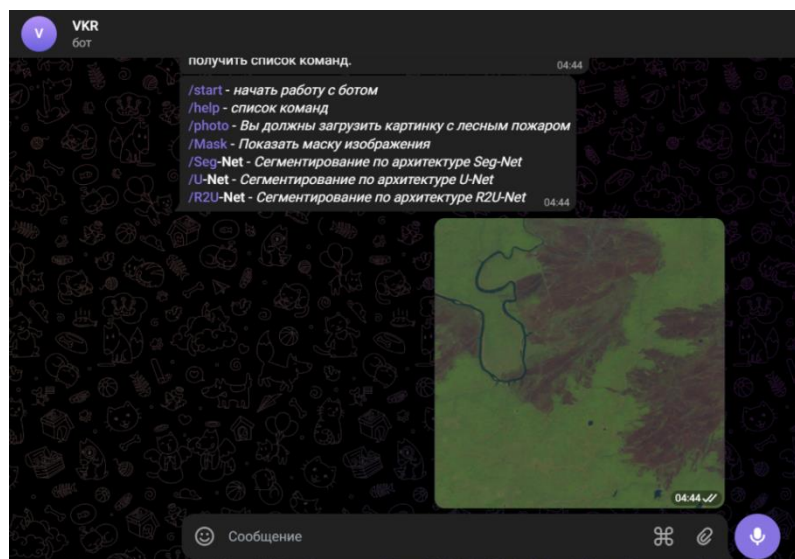 V
VKR
бот
получить список команд.
04:44
/start - начать работу с ботом
/help - список команд
/photo - Вы должны загрузить картинку с лесным пожаром
/Mask - Показать маску изображения
/Seg-Net - Сегментирование по архитектуре Seg-Net
/U-Net - Сегментирование по архитектуре U-Net
/R2U-Net - Сегментирование по архитектуре R2U-Net
04:44
04:44
Сообщение